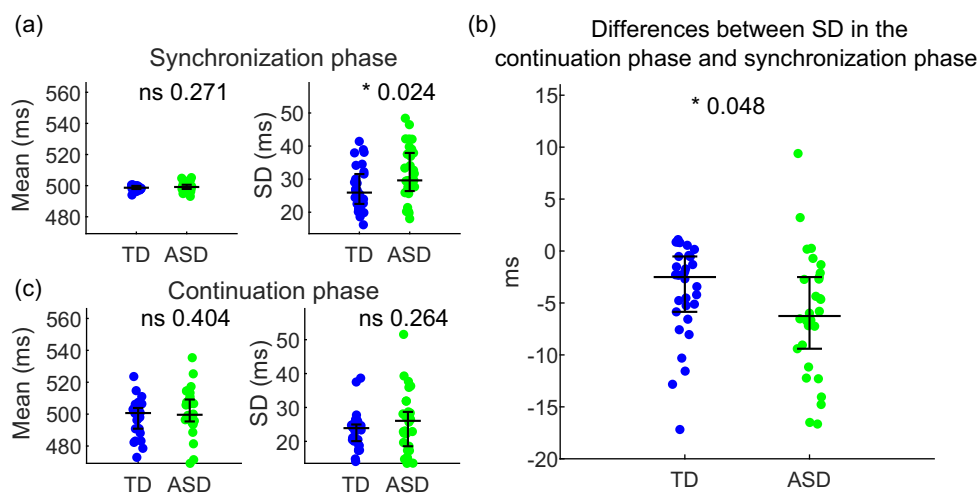 (a)
Synchronization phase
560
540
520
500
480
Mean (ms)
ns 0.271
TD ASD
50
40
30
20
SD (ms)
* 0.024
TD ASD
(c)
Continuation phase
560
540
520
500
480
Mean (ms)
ns 0.404
TD ASD
60
40
20
SD (ms)
ns 0.264
TD ASD
(b)
Differences between SD in the
continuation phase and synchronization phase
15
10
5
0
-5
-10
-15
-20
ms
* 0.048
TD ASD